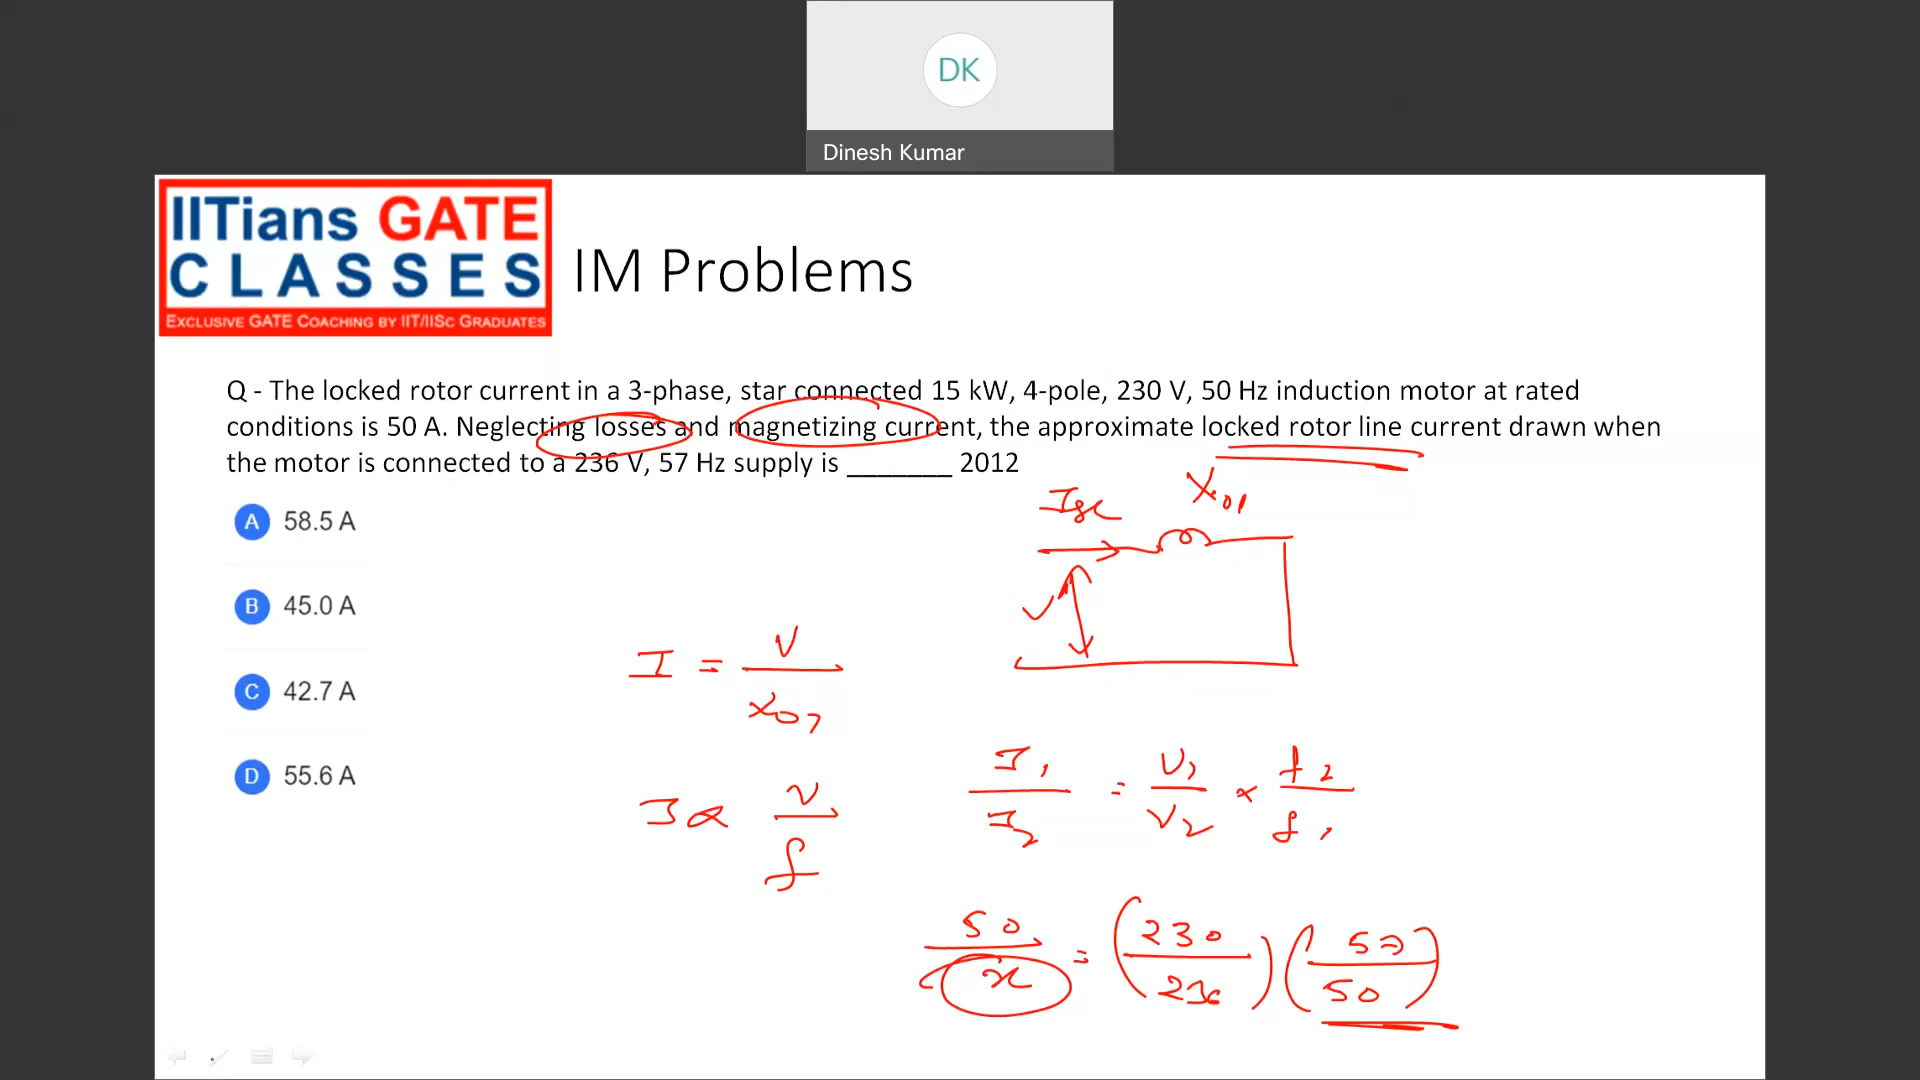 DK
Dinesh Kumar
IITians GATE
CLASSES
EXCLUSIVE GATE COACHING BY IIT/IISC GRADUATES
IM Problems
Q - The locked rotor current in a 3-phase, star connected 15 kW, 4-pole, 230 V, 50 Hz induction motor at rated
conditions is 50 A. Neglecting losses and magnetizing current, the approximate locked rotor line current drawn when
the motor is connected to a 236 V, 57 Hz supply is ________ 2012
A 58.5 A
B 45.0 A
C 42.7 A
D 55.6 A
Isc X01
V
I = V / X01
I ∝ V / f
I1 / I2 = V1 / V2 × f2 / f1
50 / x = (230 / 236) (57 / 50)